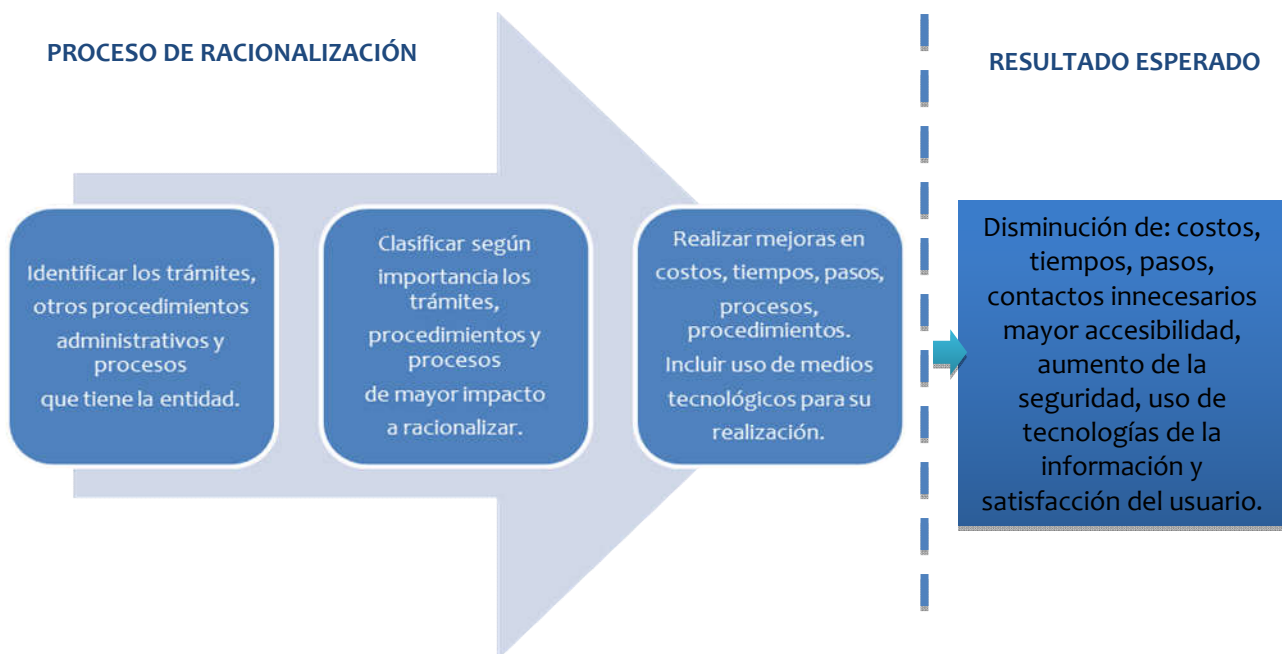 PROCESO DE RACIONALIZACIÓN
RESULTADO ESPERADO
Identificar los trámites,
otros procedimientos
administrativos y
procesos
que tiene la entidad.
Clasificar según
importancia los
trámites,
procedimientos y
procesos
de mayor impacto
a racionalizar.
Realizar mejoras en
costos, tiempos, pasos,
procesos,
procedimientos.
Incluir uso de medios
tecnológicos para su
realización.
Disminución de: costos,
tiempos, pasos,
contactos innecesarios
mayor accesibilidad,
aumento de la
seguridad, uso de
tecnologías de la
información y
satisfacción del usuario.